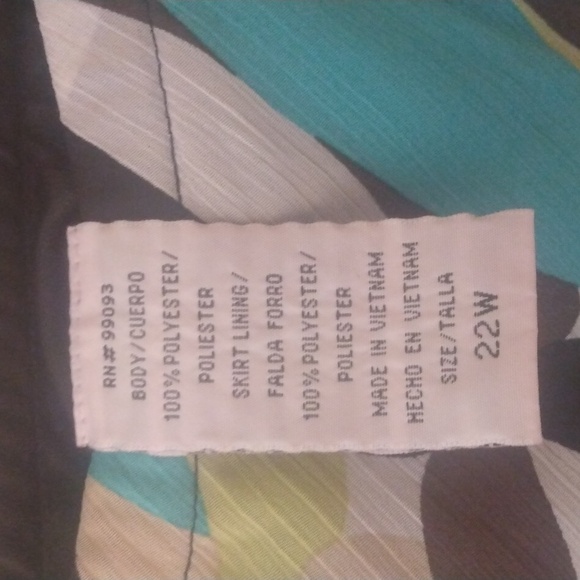 RN# 99093
BODY/CUERPO
100% POLYESTER/
POLIESTER
SKIRT LINING/
FALDA FORRO
100% POLYESTER/
POLIESTER
MADE IN VIETNAM
HECHO EN VIETNAM
SIZE/TALLA
22W